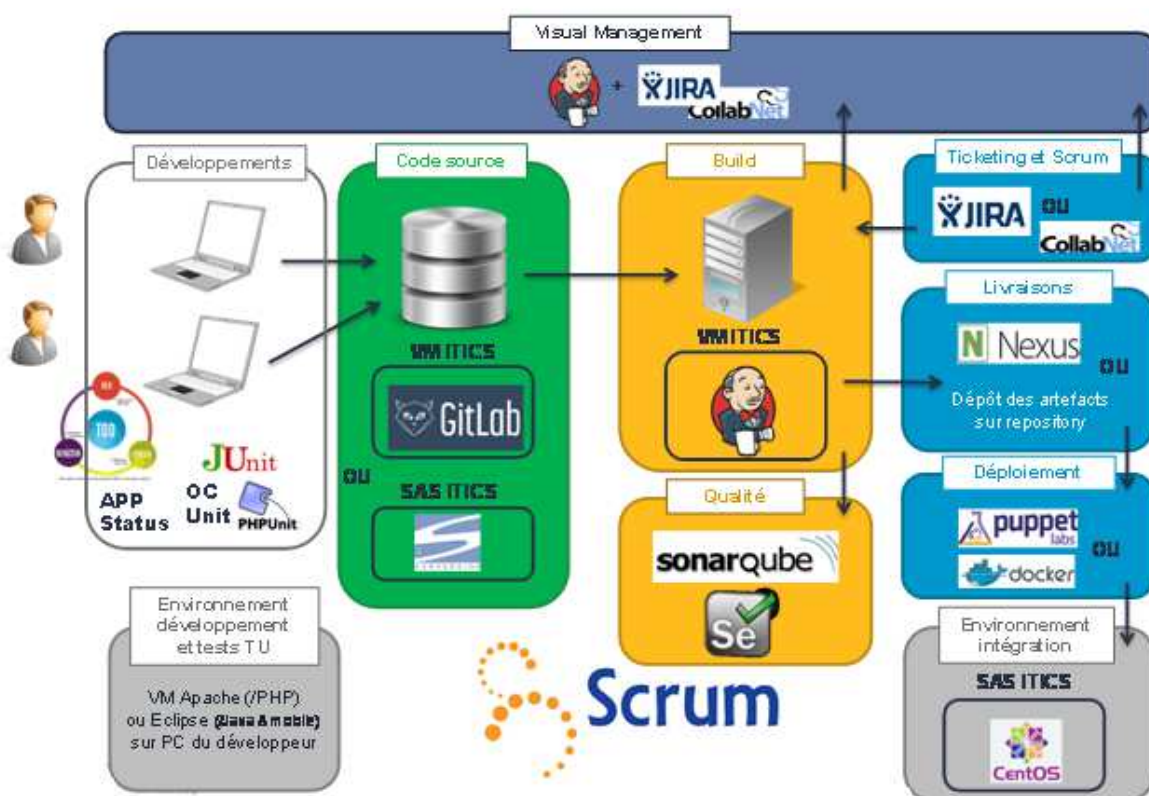 Visual Management
+
JIRA
CollabNet
Développements
Code source
Build
Ticketing et Scrum
JIRA
OU
CollabNet
Livraisons
VM ITICS
VM ITICS
N Nexus
OU
GitLab
Dépôt des artefacts
sur repository
TDD
JUnit
OU
SAS ITICS
Qualité
Déploiement
APP
Status
OC
Unit
PHPUnit
sonarqube
puppet
labs
OU
docker
Environnement
développement
et tests TU
Se
Environnement
intégration
Scrum
SAS ITICS
VM Apache (/PHP)
ou Eclipse (Java & mobile)
sur PC du développeur
CentOS